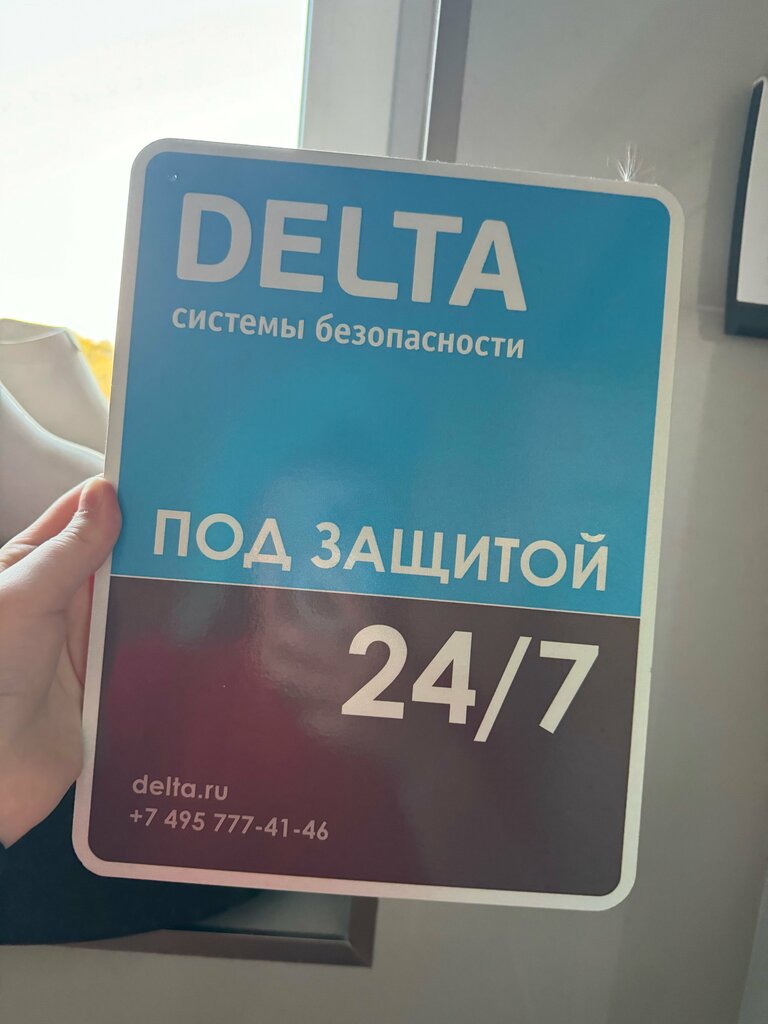 DELTA
системы безопасности
ПОД ЗАЩИТОЙ
24/7
delta.ru
+7 495 777-41-46